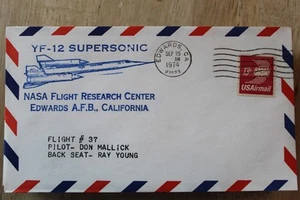 YF-12 SUPERSONIC
EDWARDS, CA
SEP
1974
NASA FLIGHT RESEARCH CENTER
EDWARDS A.F.B., CALIFORNIA
USAirmail
FLIGHT # 37
PILOT- DON MALLICK
BACK SEAT- RAY YOUNG